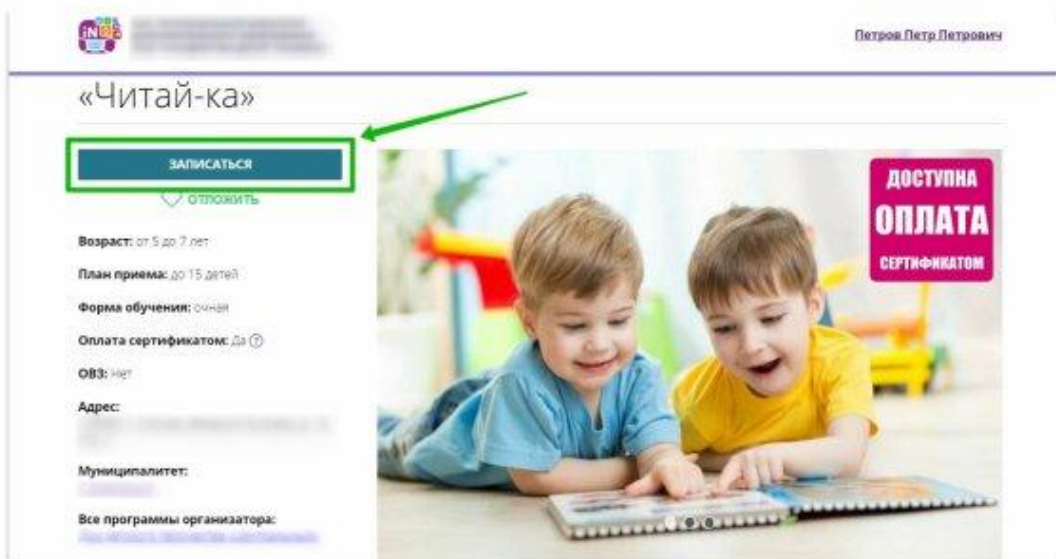 Петров Петр Петрович
«Читай-ка»
ЗАПИСАТЬСЯ
ОТЛОЖИТЬ
Возраст: от 5 до 7 лет
План приема: до 15 детей
Форма обучения: очная
Оплата сертификатом: Да ?
ОВЗ: Нет
Адрес:
Муниципалитет:
Все программы организатора:
ДОСТУПНА
ОПЛАТА
СЕРТИФИКАТОМ